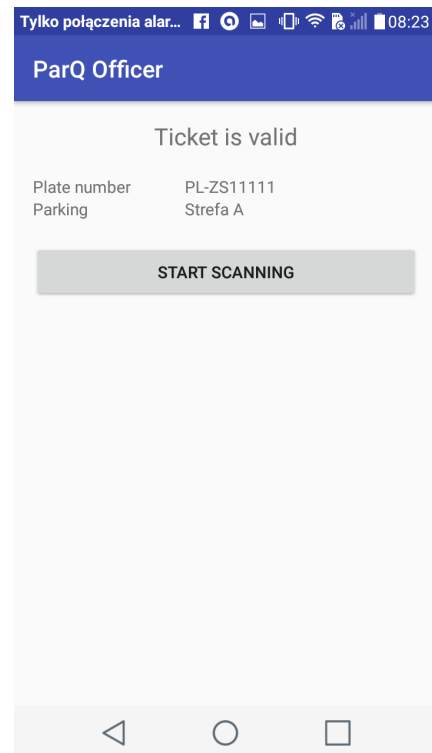 Tylko połączenia alar... 08:23
ParQ Officer
Ticket is valid
Plate number PL-ZS11111
Parking Strefa A
START SCANNING